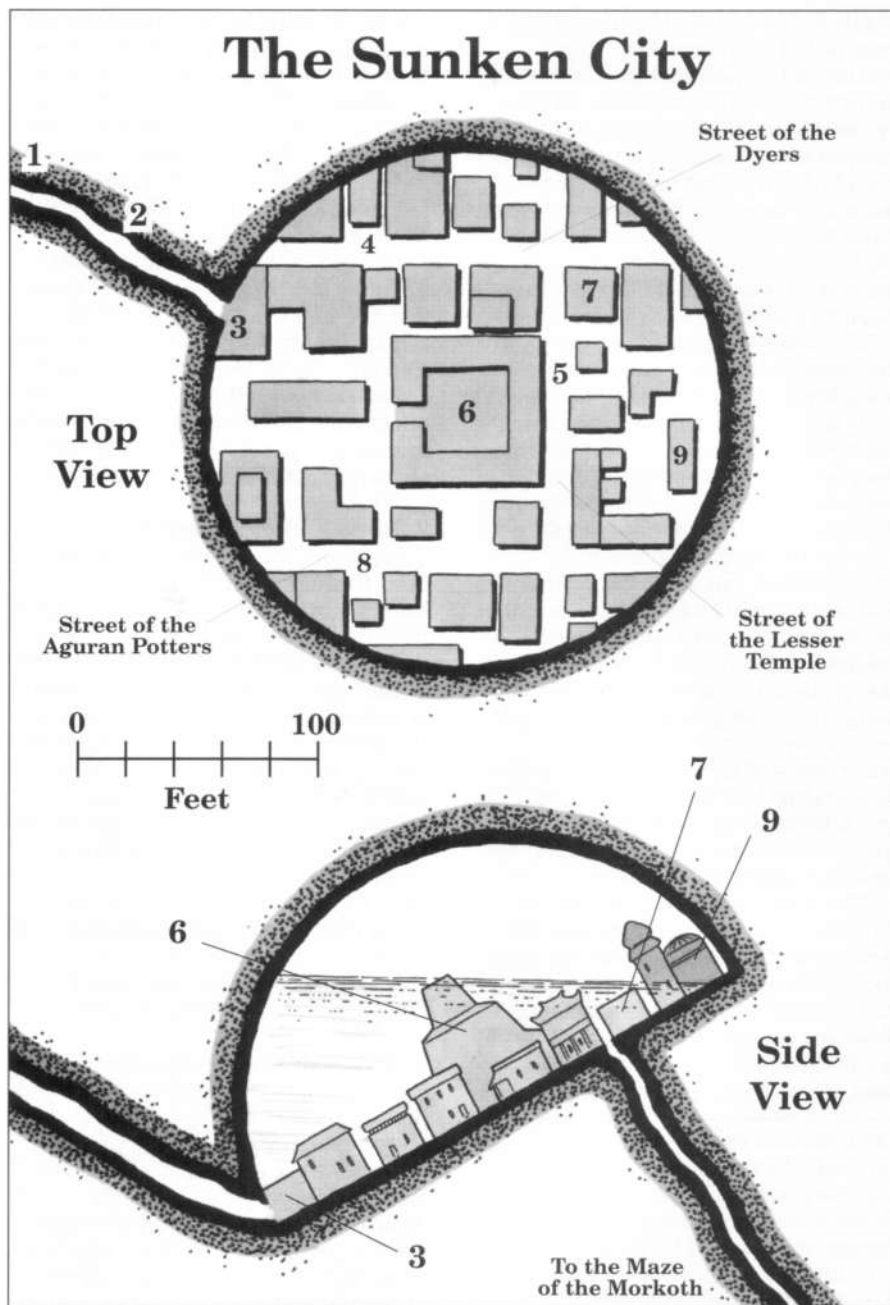 The Sunken City
Street of the
Dyers
1
2
4
3
7
5
6
9
Top
View
8
Street of the
Aguran Potters
Street of
the Lesser
Temple
0 100
Feet
7
9
6
Side
View
3
To the Maze
of the Morkoth